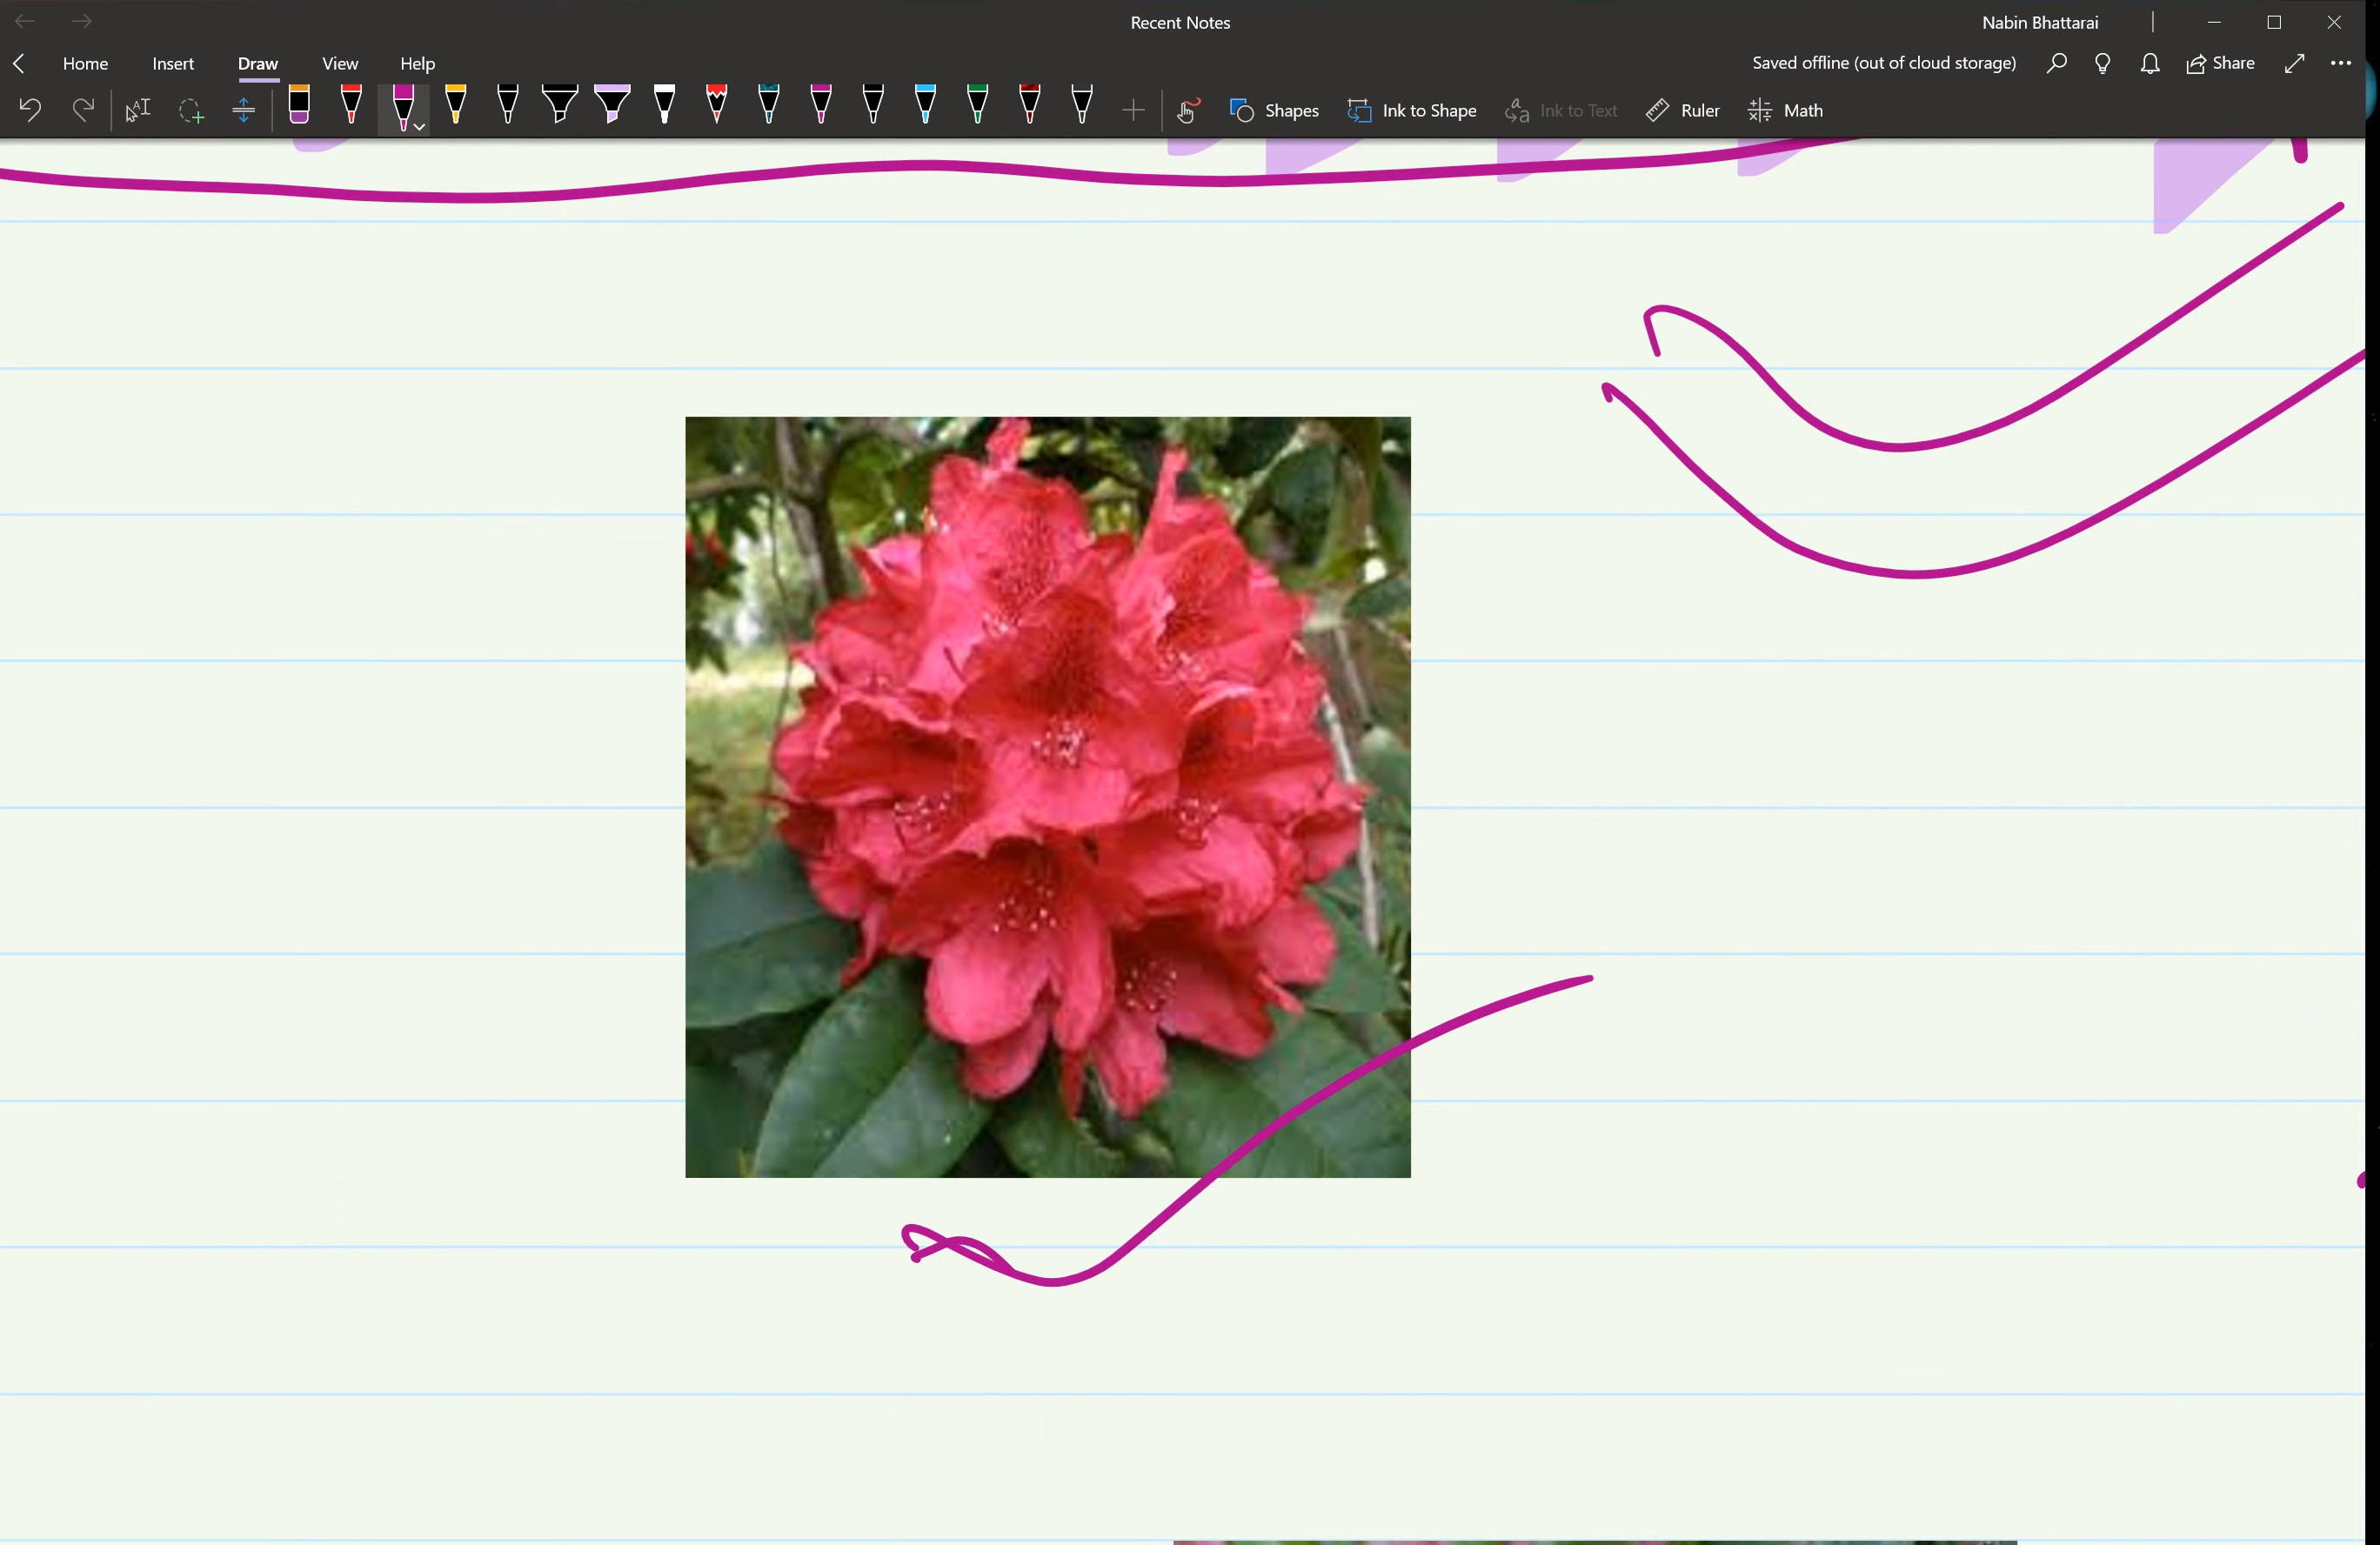 Recent Notes
Nabin Bhattarai
Home Insert Draw View Help
Saved offline (out of cloud storage)
Share
Shapes Ink to Shape Ink to Text Ruler Math